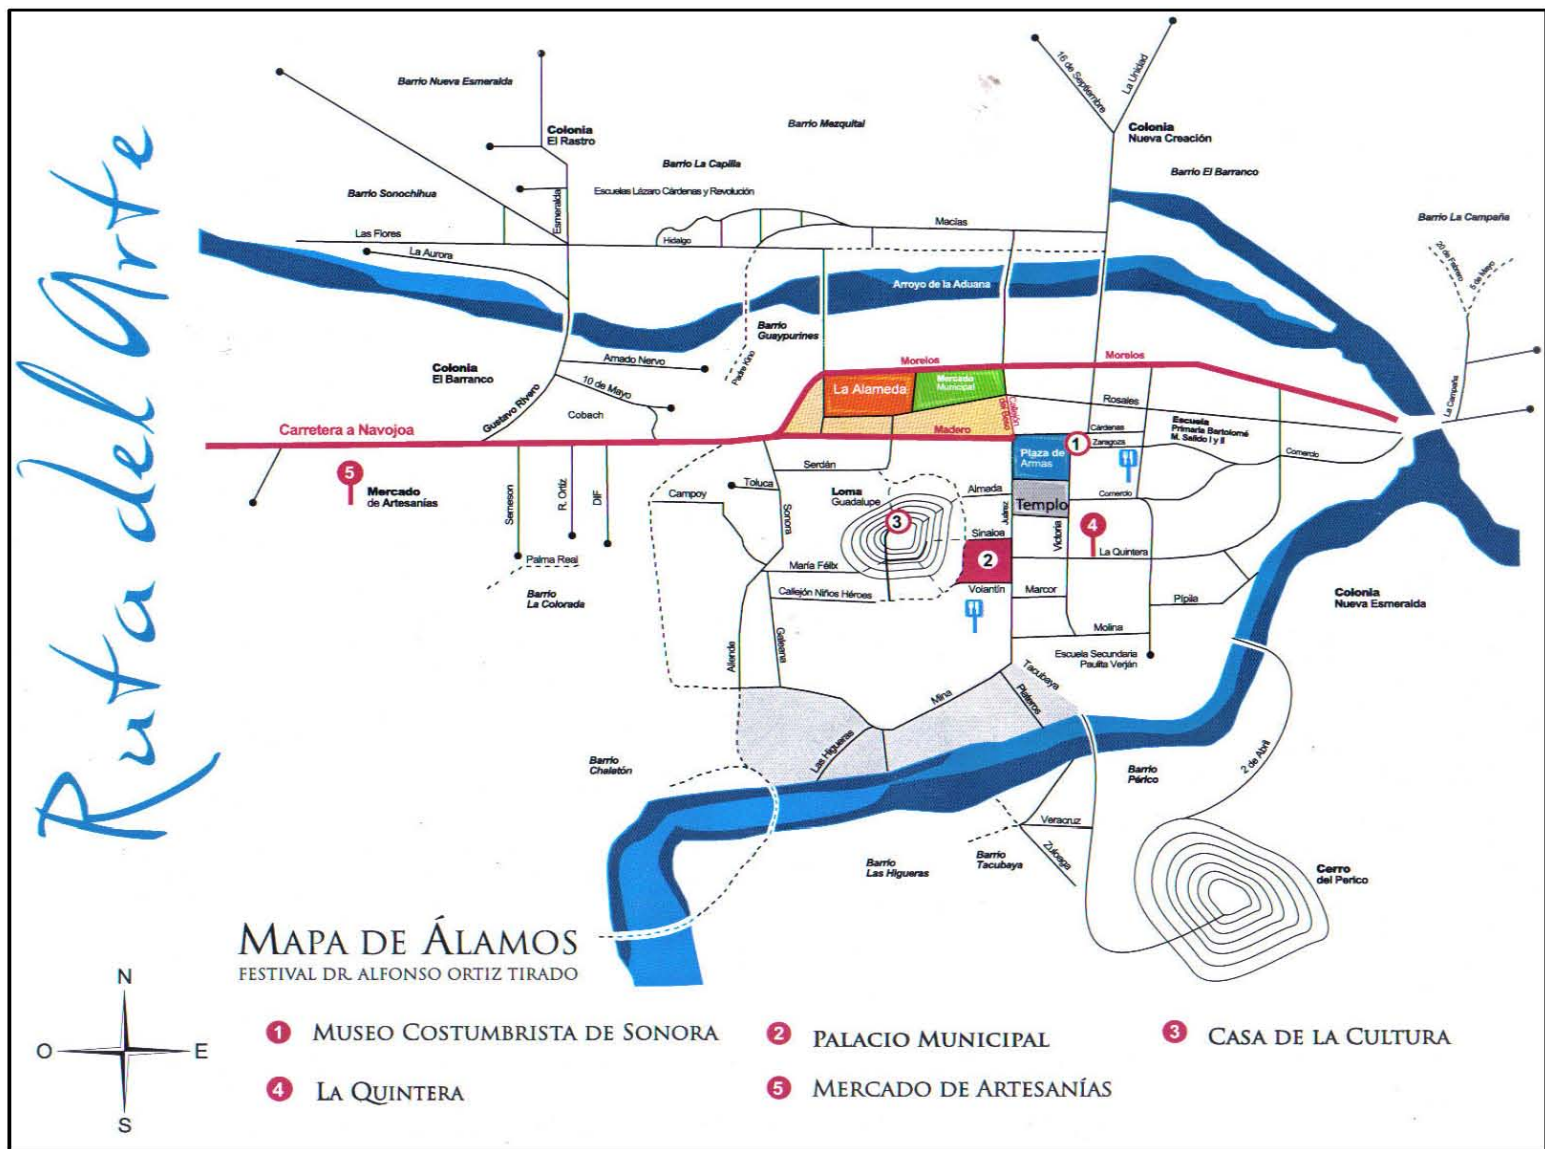 Ruta del Arte
Barrio Nueva Esmeralda
Colonia
El Rastro
Barrio Mezquital
16 de Septiembre
La Unidad
Colonia
Nueva Creación
Barrio La Capilla
Barrio El Barranco
Barrio Sonochihua
Escuelas Lázaro Cárdenas y Revolución
Esmeralda
Barrio La Campaña
Las Flores
Hidalgo
Macías
La Aurora
20 de Febrero
5 de Mayo
Arroyo de la Aduana
Barrio
Guaypurines
Colonia
El Barranco
Amado Nervo
Padre Kino
Morelos
Morelos
10 de Mayo
La Alameda
Mercado
Municipal
Gustavo Rivero
Cobach
Rosales
La Campaña
Carretera a Navojoa
Madero
Cárdenas
Escuela
Primaria Bartolomé
M. Salido I y II
1
Zaragoza
Plaza de
Armas
Comercio
5
Serdán
Mercado
de Artesanías
Toluca
Campoy
Loma
Guadalupe
Almada
Comercio
Semeson
R. Ortiz
DIF
Sonora
3
Juárez
Templo
4
Sinaloa
Victoria
2
La Quintera
Palma Real
María Félix
Barrio
La Colorada
Callejón Niños Héroes
Volantín
Marcor
Pípila
Colonia
Nueva Esmeralda
Molina
Allende
Galeana
Escuela Secundaria
Paulita Verján
Tacubaya
Mina
Plateros
Las Higueras
2 de Abril
Barrio
Chalatón
Barrio
Périco
Veracruz
Zuloaga
Barrio
Las Higueras
Barrio
Tacubaya
Cerro
del Perico
MAPA DE ÁLAMOS
FESTIVAL DR. ALFONSO ORTIZ TIRADO
N
O
E
S
1 MUSEO COSTUMBRISTA DE SONORA
2 PALACIO MUNICIPAL
3 CASA DE LA CULTURA
4 LA QUINTERA
5 MERCADO DE ARTESANÍAS